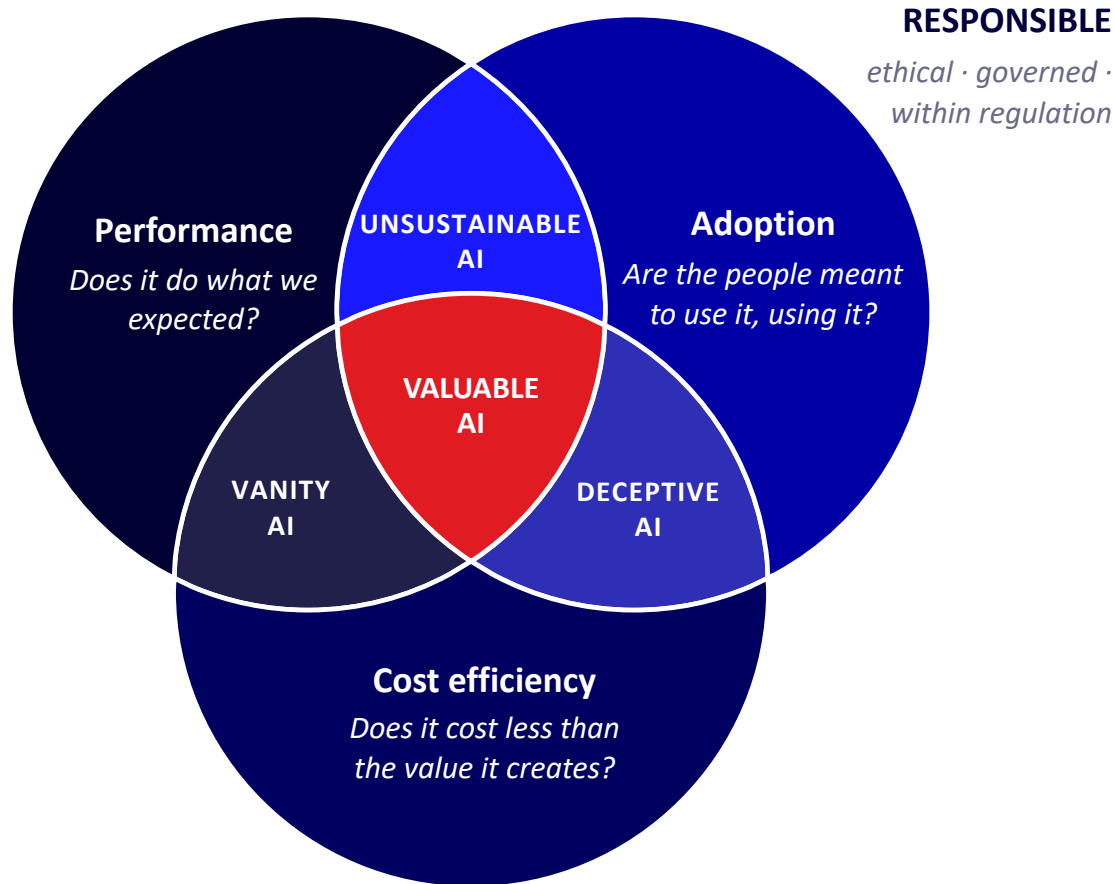 RESPONSIBLE
ethical · governed ·
within regulation
Performance
Does it do what we
expected?
UNSUSTAINABLE
AI
Adoption
Are the people meant
to use it, using it?
VALUABLE
AI
VANITY
AI
DECEPTIVE
AI
Cost efficiency
Does it cost less than
the value it creates?